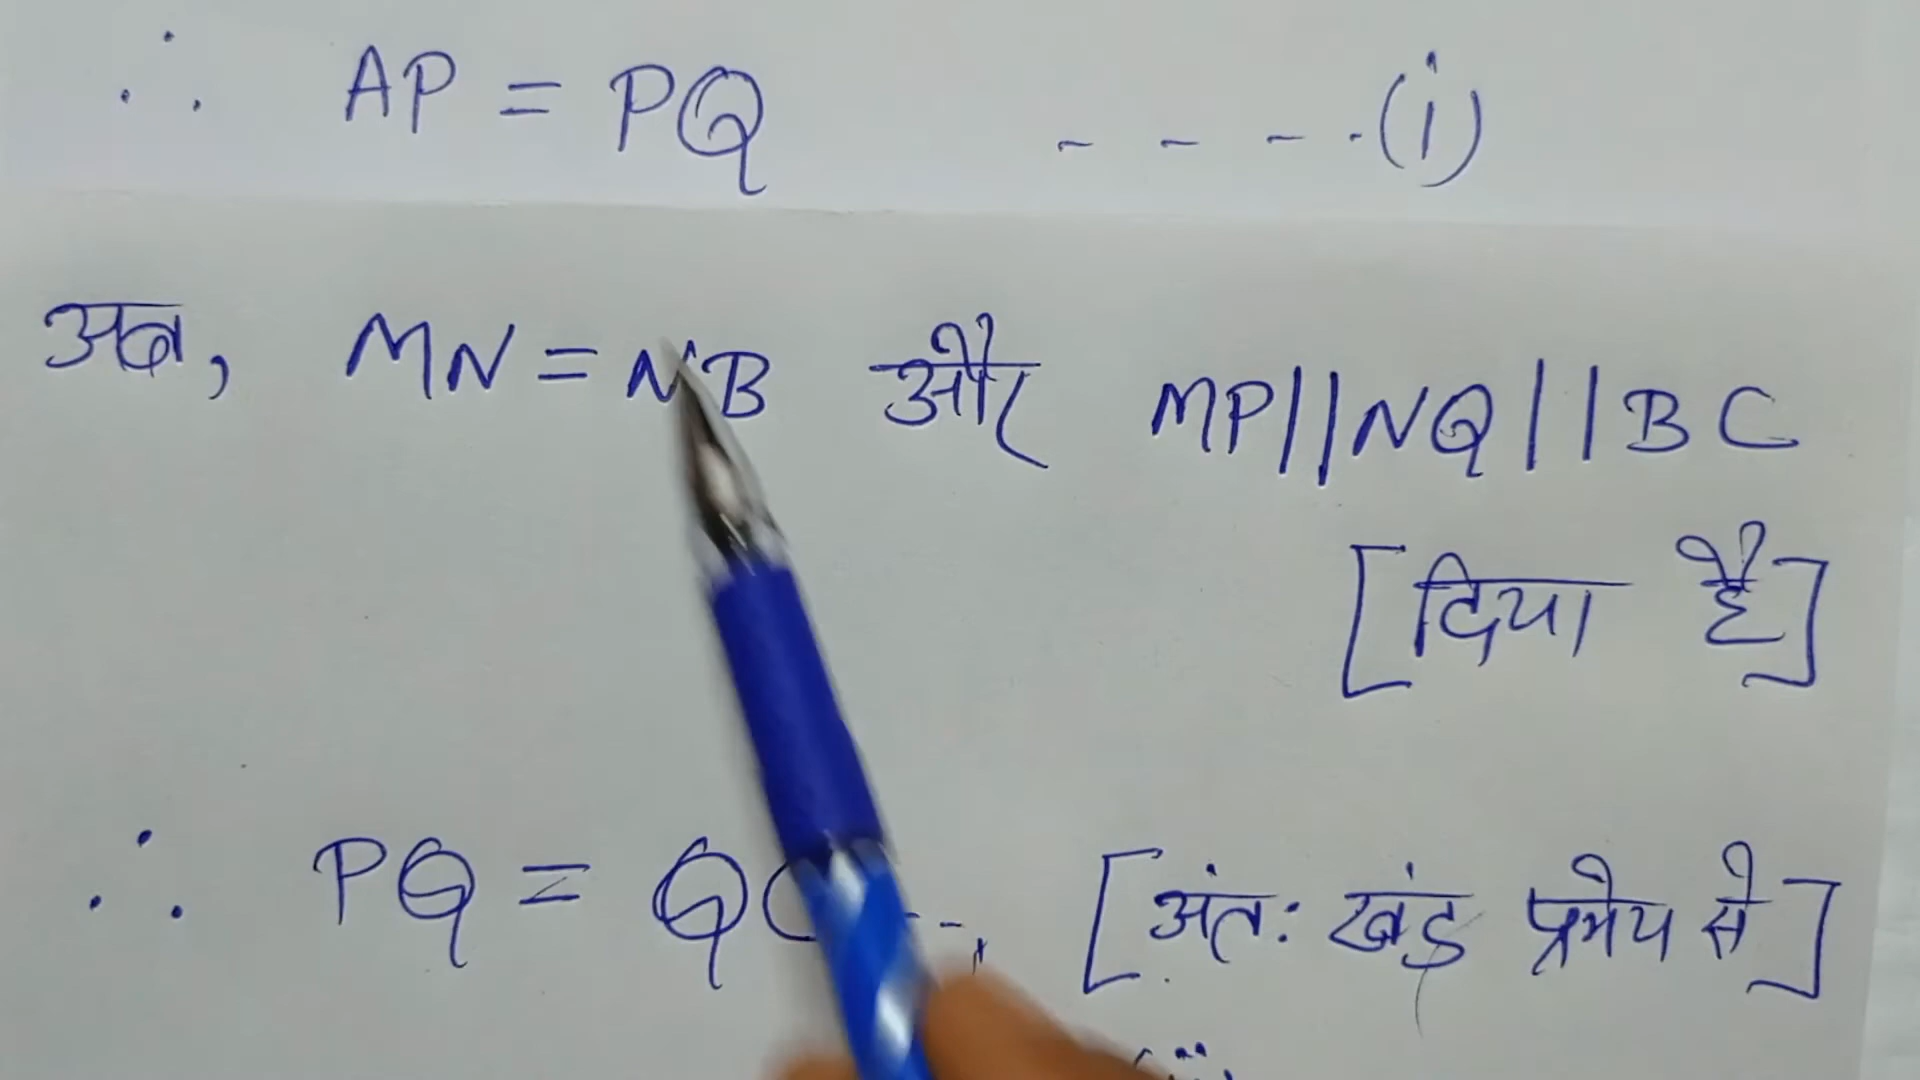 ∴ AP = PQ - - - -(i)
अब, MN = NB और MP||NQ||BC
[दिया है]
∴ PQ = QC --, [अंत: खंड प्रमेय से]